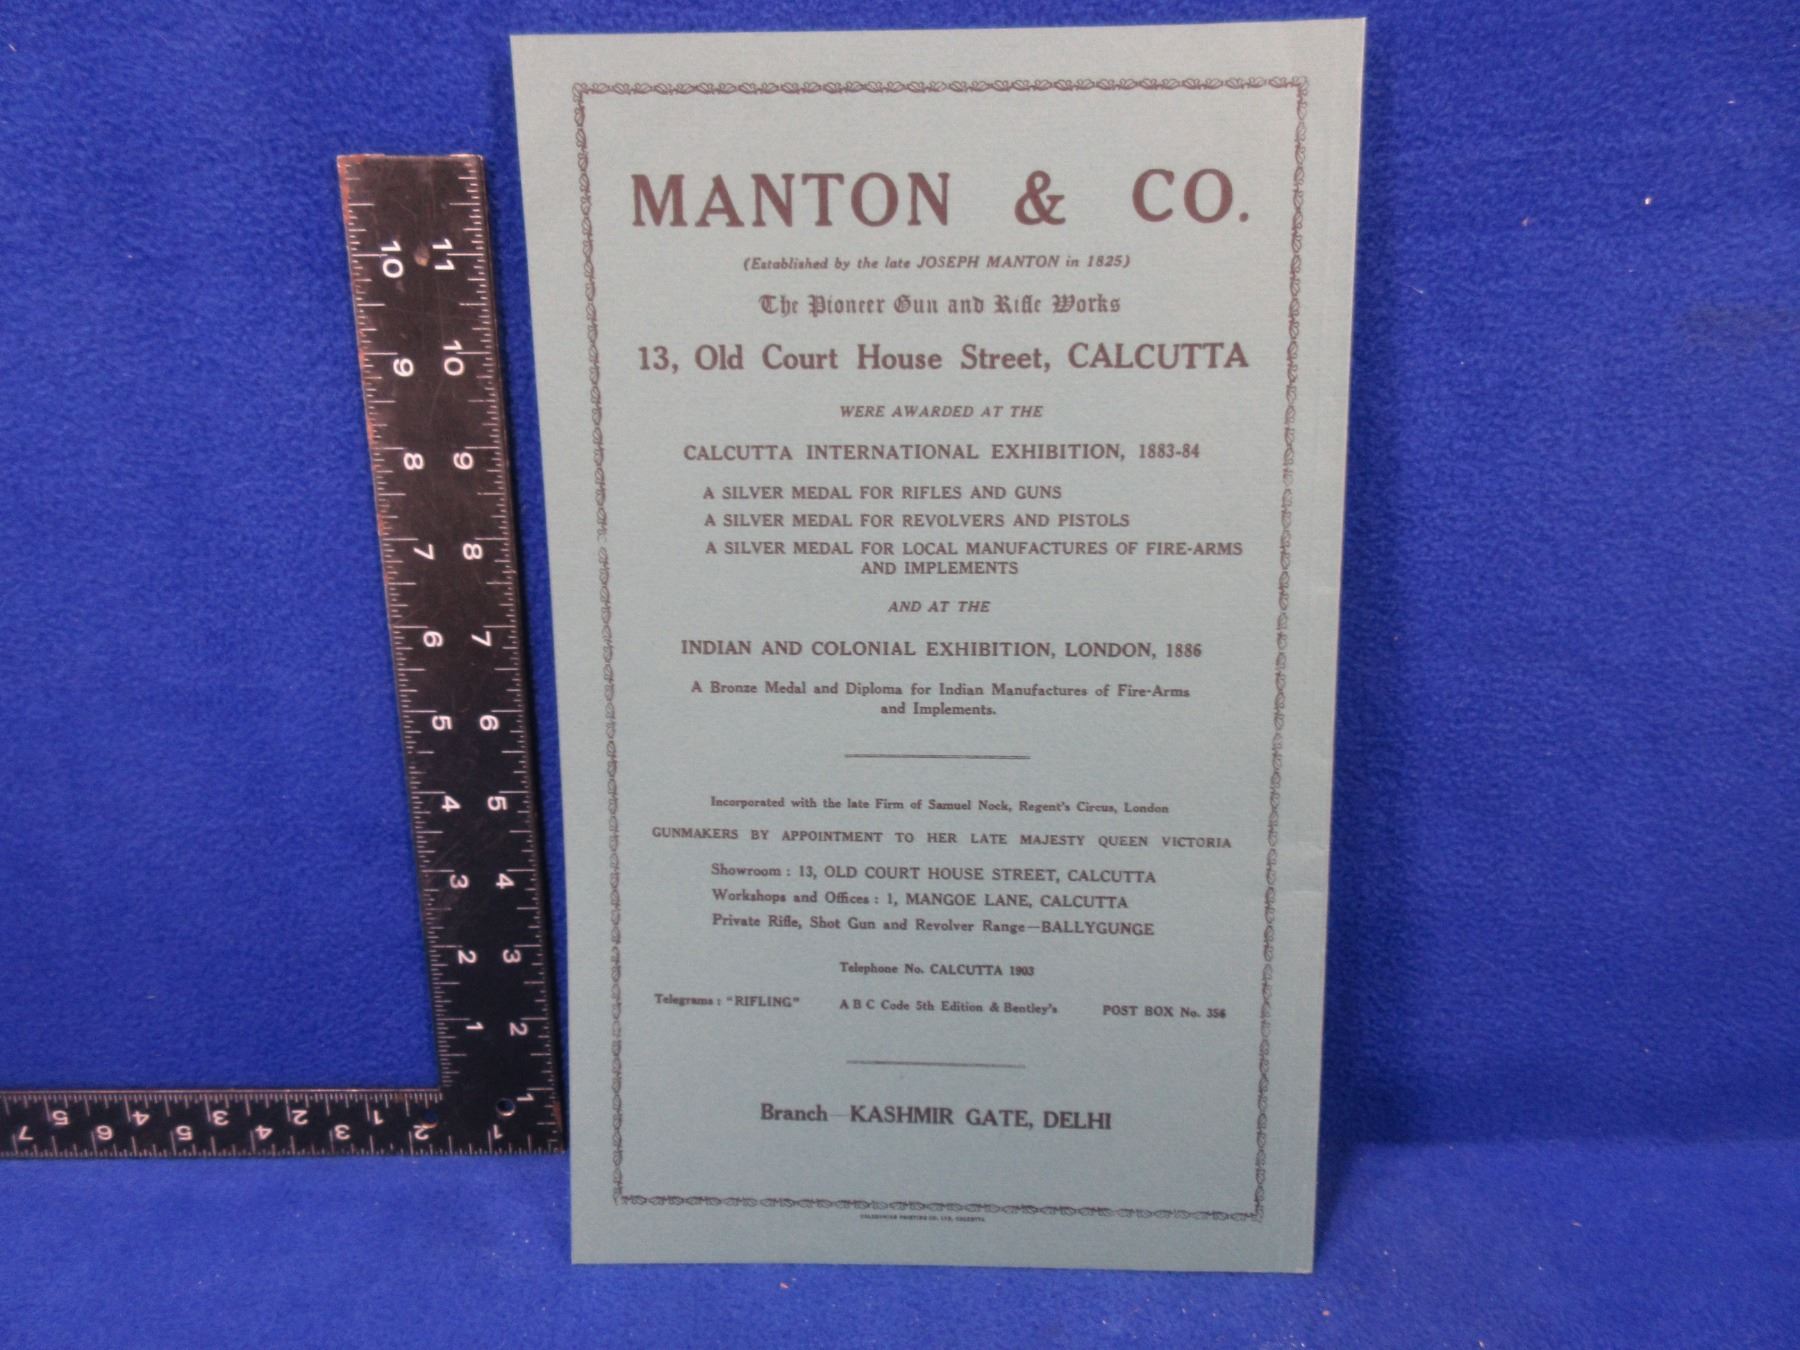 MANTON & CO.
(Established by the late JOSEPH MANTON in 1825)
The Pioneer Gun and Rifle Works
13, Old Court House Street, CALCUTTA
WERE AWARDED AT THE
CALCUTTA INTERNATIONAL EXHIBITION, 1883-84
A SILVER MEDAL FOR RIFLES AND GUNS
A SILVER MEDAL FOR REVOLVERS AND PISTOLS
A SILVER MEDAL FOR LOCAL MANUFACTURES OF FIRE-ARMS
AND IMPLEMENTS
AND AT THE
INDIAN AND COLONIAL EXHIBITION, LONDON, 1886
A Bronze Medal and Diploma for Indian Manufactures of Fire-Arms
and Implements.
Incorporated with the late Firm of Samuel Nock, Regent's Circus, London
GUNMAKERS BY APPOINTMENT TO HER LATE MAJESTY QUEEN VICTORIA
Showroom : 13, OLD COURT HOUSE STREET, CALCUTTA
Workshops and Offices : 1, MANGOE LANE, CALCUTTA
Private Rifle, Shot Gun and Revolver Range—BALLYGUNGE
Telephone No. CALCUTTA 1903
Telegrams : "RIFLING" A B C Code 5th Edition & Bentley's POST BOX No. 356
Branch—KASHMIR GATE, DELHI
CALEDONIAN PRINTING CO. LTD., CALCUTTA
10 11
9 10
8 9
7 8
6 7
5 6
4 5
3 4
2 3
1 2
1
5 4 3 2 1
7 6 5 4 3 2 1